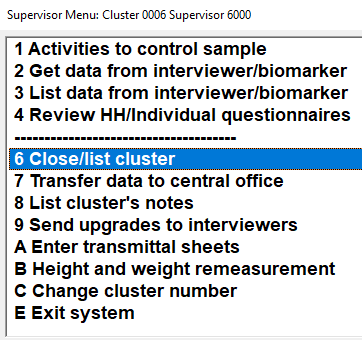 Supervisor Menu: Cluster 0006 Supervisor 6000
1 Activities to control sample
2 Get data from interviewer/biomarker
3 List data from interviewer/biomarker
4 Review HH/Individual questionnaires
-------------------------------------
6 Close/list cluster
7 Transfer data to central office
8 List cluster's notes
9 Send upgrades to interviewers
A Enter transmittal sheets
B Height and weight remeasurement
C Change cluster number
E Exit system